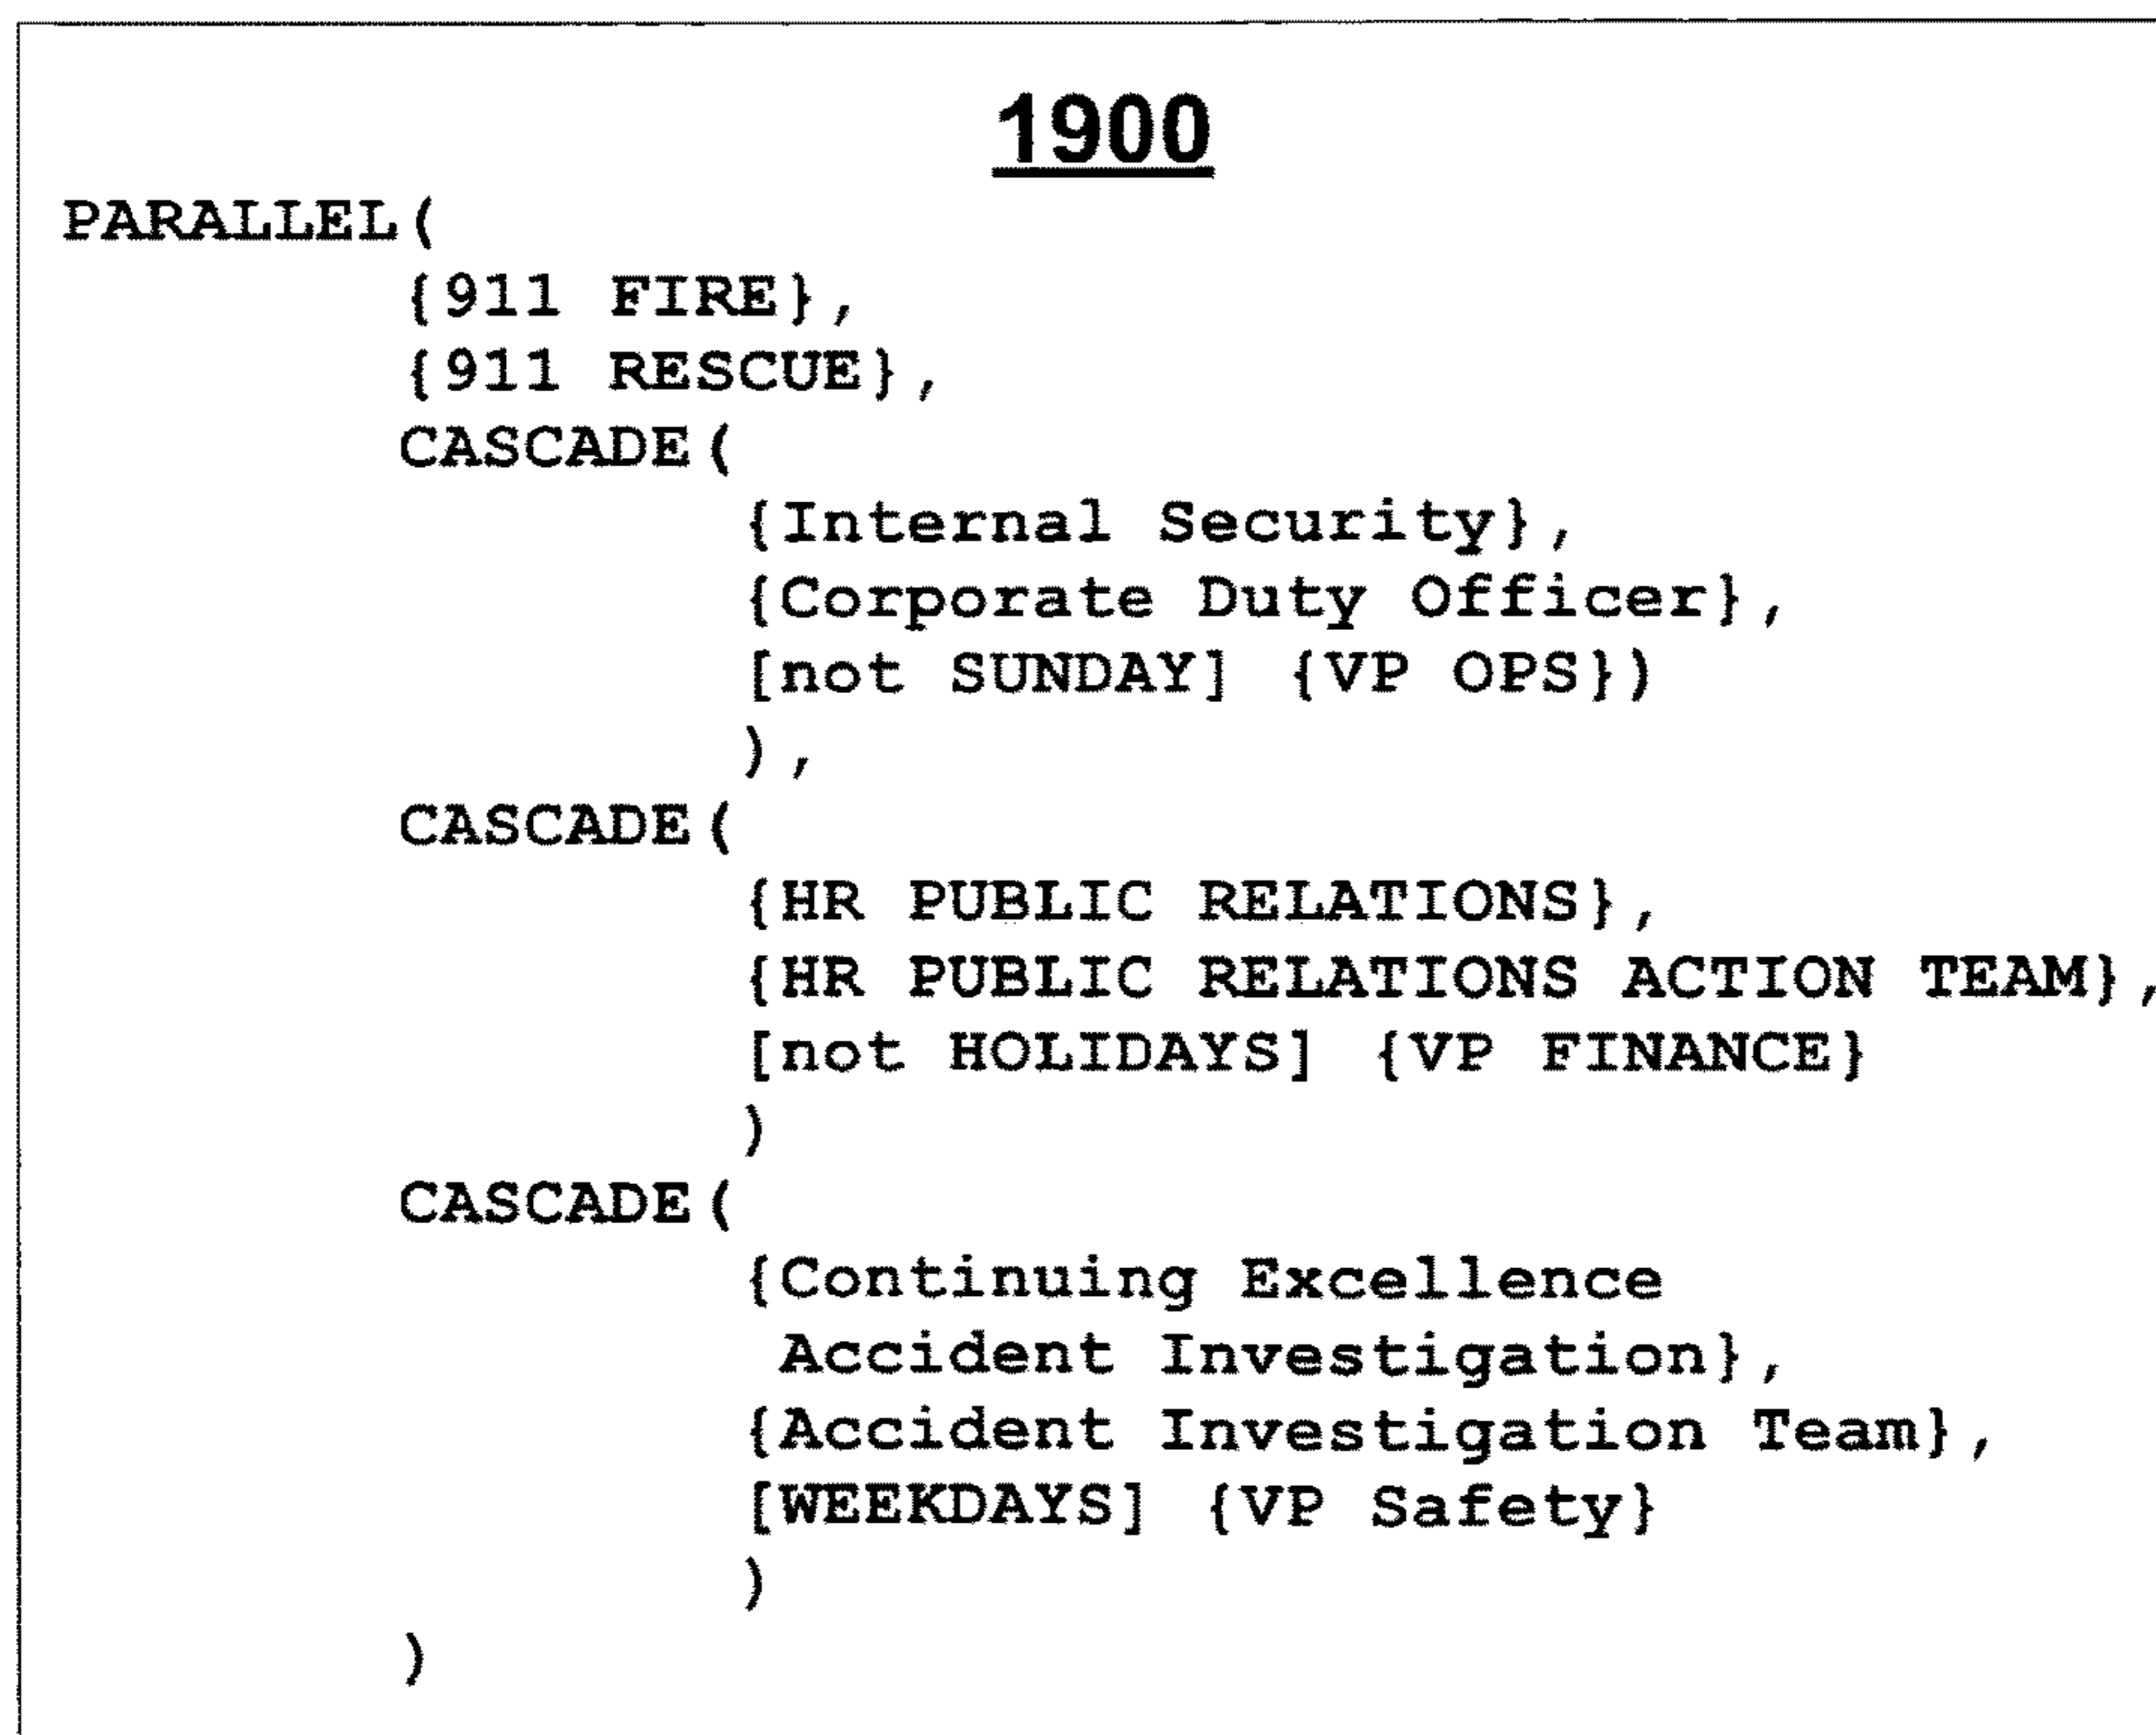 1900
PARALLEL(
{911 FIRE},
{911 RESCUE},
CASCADE(
{Internal Security},
{Corporate Duty Officer},
[not SUNDAY] {VP OPS})
),
CASCADE(
{HR PUBLIC RELATIONS},
{HR PUBLIC RELATIONS ACTION TEAM},
[not HOLIDAYS] {VP FINANCE}
)
CASCADE(
{Continuing Excellence
Accident Investigation},
{Accident Investigation Team},
[WEEKDAYS] {VP Safety}
)
)